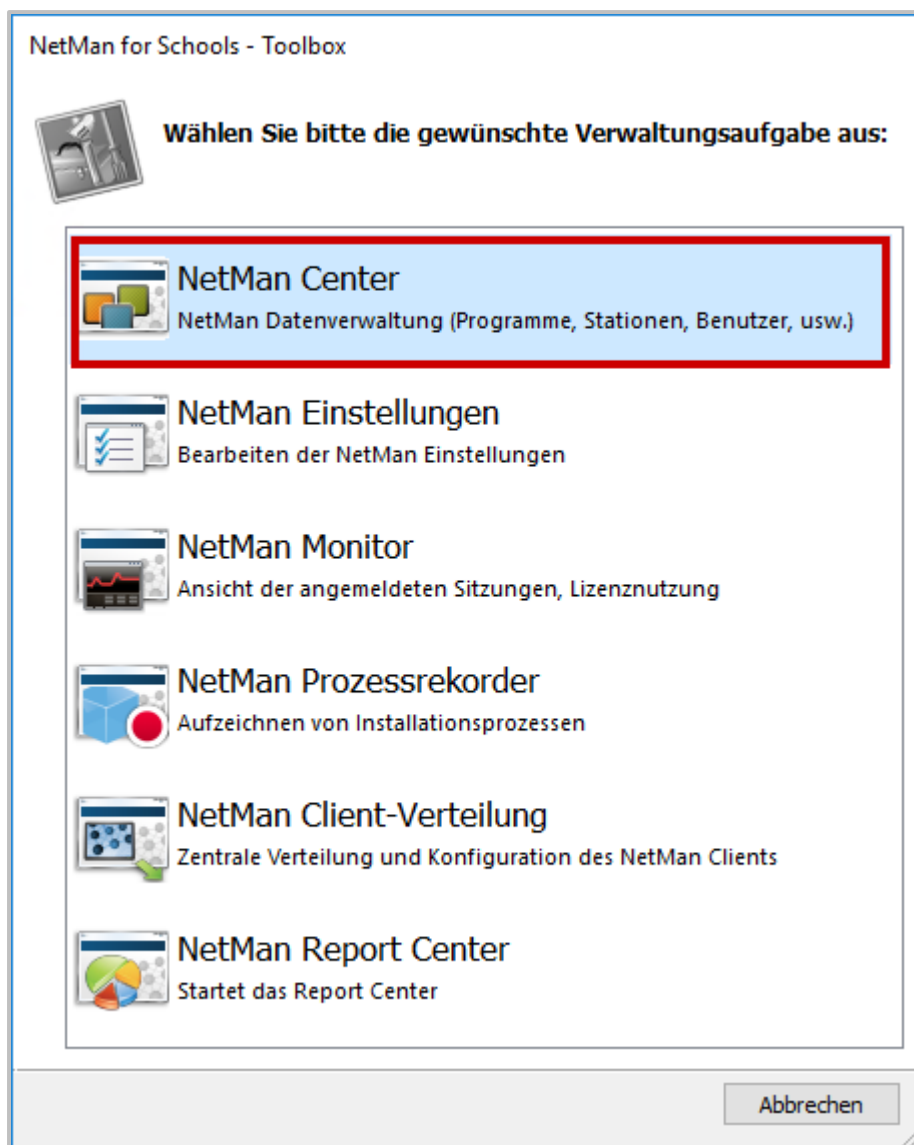 NetMan for Schools - Toolbox
Wählen Sie bitte die gewünschte Verwaltungsaufgabe aus:
NetMan Center
NetMan Datenverwaltung (Programme, Stationen, Benutzer, usw.)
NetMan Einstellungen
Bearbeiten der NetMan Einstellungen
NetMan Monitor
Ansicht der angemeldeten Sitzungen, Lizenznutzung
NetMan Prozessrekorder
Aufzeichnen von Installationsprozessen
NetMan Client-Verteilung
Zentrale Verteilung und Konfiguration des NetMan Clients
NetMan Report Center
Startet das Report Center
Abbrechen